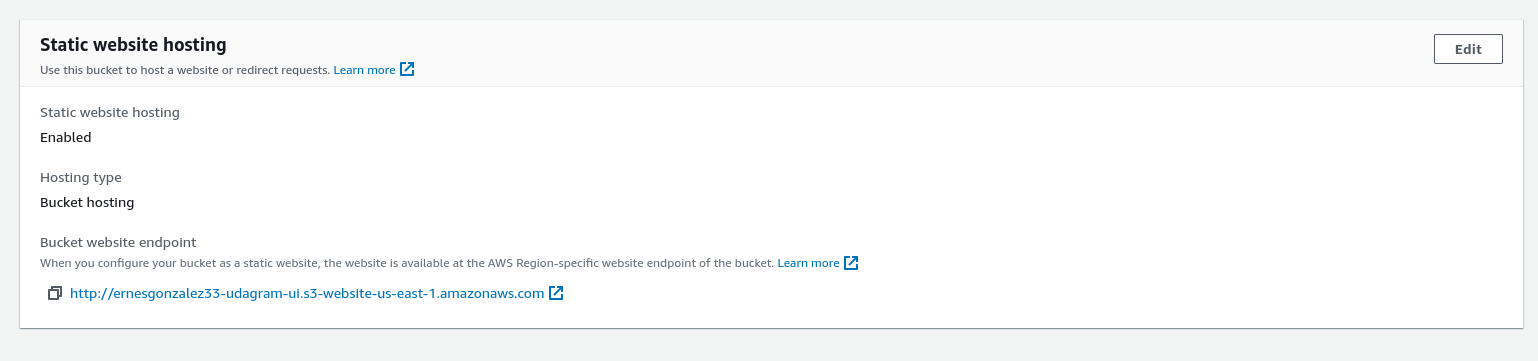 Static website hosting
Edit
Use this bucket to host a website or redirect requests. Learn more
Static website hosting
Enabled
Hosting type
Bucket hosting
Bucket website endpoint
When you configure your bucket as a static website, the website is available at the AWS Region-specific website endpoint of the bucket. Learn more
http://ernesgonzalez33-udagram-ui.s3-website-us-east-1.amazonaws.com